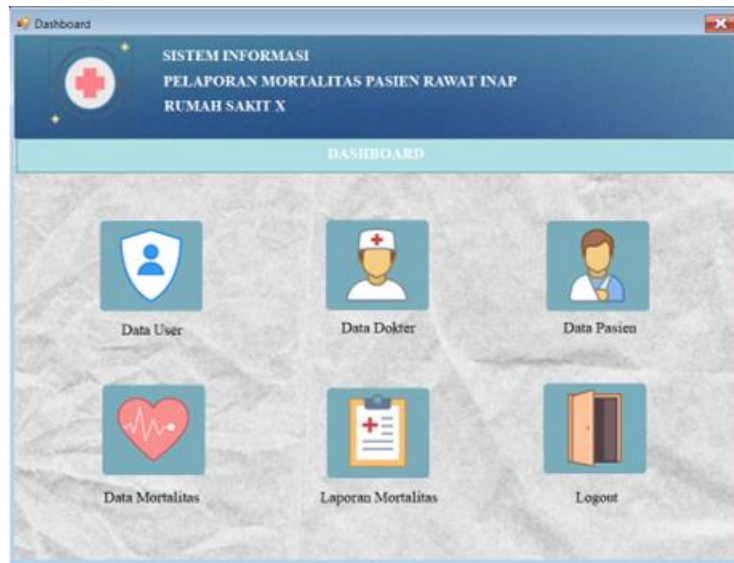 Dashboard
SISTEM INFORMASI
PELAPORAN MORTALITAS PASIEN RAWAT INAP
RUMAH SAKIT X
DASHBOARD
Data User
Data Dokter
Data Pasien
Data Mortalitas
Laporan Mortalitas
Logout